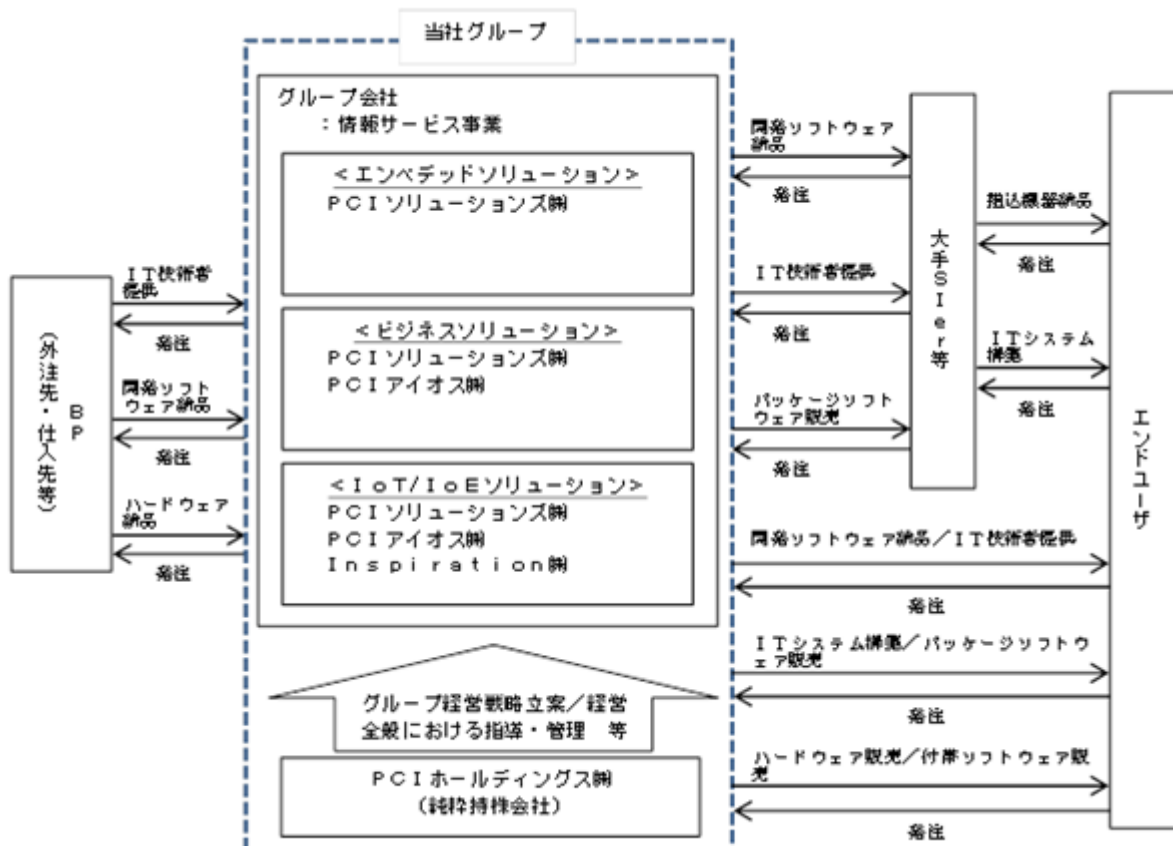 当社グループ
グループ会社
：情報サービス事業
＜エンベデッドソリューション＞
ＰＣＩソリューションズ㈱
＜ビジネスソリューション＞
ＰＣＩソリューションズ㈱
ＰＣＩアイオス㈱
＜ＩｏＴ/ＩｏＥソリューション＞
ＰＣＩソリューションズ㈱
ＰＣＩアイオス㈱
Ｉｎｓｐｉｒａｔｉｏｎ㈱
グループ経営戦略立案／経営
全般における指導・管理　等
ＰＣＩホールディングス㈱
（純粋持株会社）
ＢＰ
（外注先・仕入先等）
ＩＴ技術者
提供
発注
開発ソフト
ウェア納品
発注
ハードウェア
納品
発注
開発ソフトウェア
納品
発注
ＩＴ技術者提供
発注
パッケージソフト
ウェア販売
発注
大手ＳＩｅｒ等
組込機器納品
発注
ＩＴシステム
構築
発注
エンドユーザ
開発ソフトウェア納品／ＩＴ技術者提供
発注
ＩＴシステム構築／パッケージソフトウ
ェア販売
発注
ハードウェア販売／付帯ソフトウェア販
売
発注